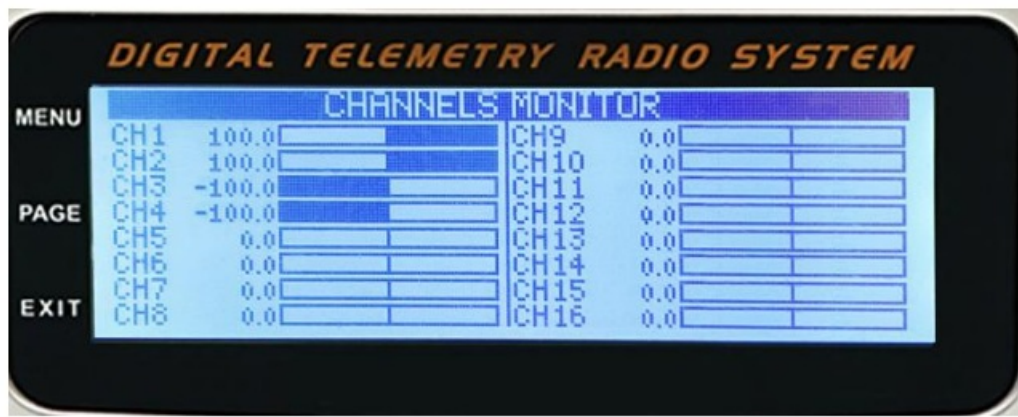 DIGITAL TELEMETRY RADIO SYSTEM
MENU
PAGE
EXIT
CHANNELS MONITOR
CH1 100.0
CH2 100.0
CH3 -100.0
CH4 -100.0
CH5 0.0
CH6 0.0
CH7 0.0
CH8 0.0
CH9 0.0
CH10 0.0
CH11 0.0
CH12 0.0
CH13 0.0
CH14 0.0
CH15 0.0
CH16 0.0